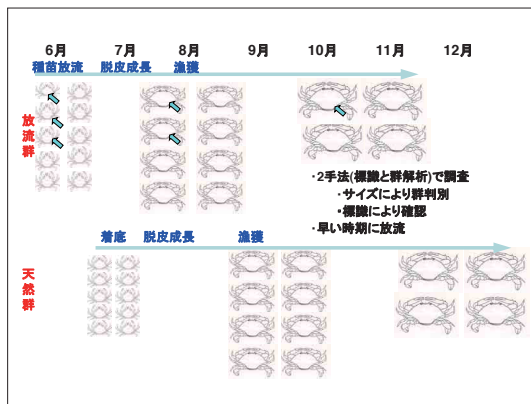 6月 7月 8月 9月 10月 11月 12月
種苗放流 脱皮成長 漁獲
放流群
・2手法(標識と群解析)で調査
・サイズにより群判別
・標識により確認
・早い時期に放流
着底 脱皮成長 漁獲
天然群